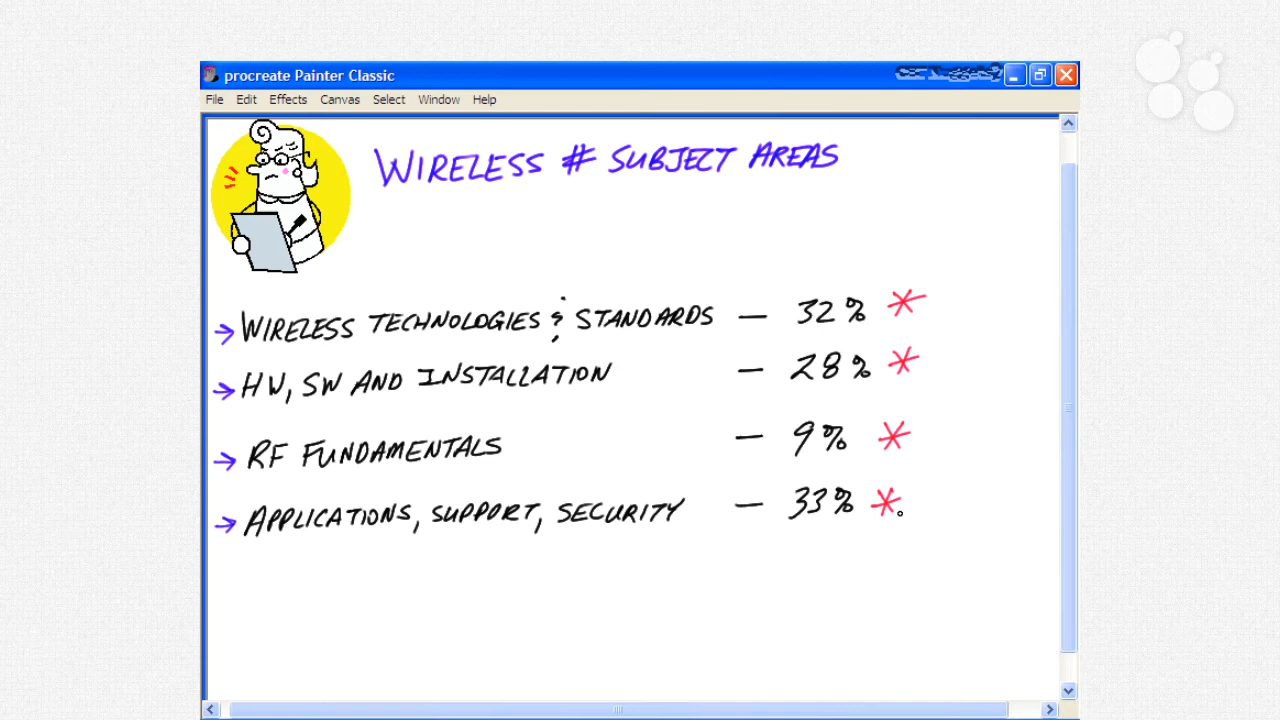 procreate Painter Classic
File Edit Effects Canvas Select Window Help
WIRELESS # SUBJECT AREAS
→ WIRELESS TECHNOLOGIES & STANDARDS — 32% *
→ HW, SW AND INSTALLATION — 28% *
→ RF FUNDAMENTALS — 9% *
→ APPLICATIONS, SUPPORT, SECURITY — 33% *